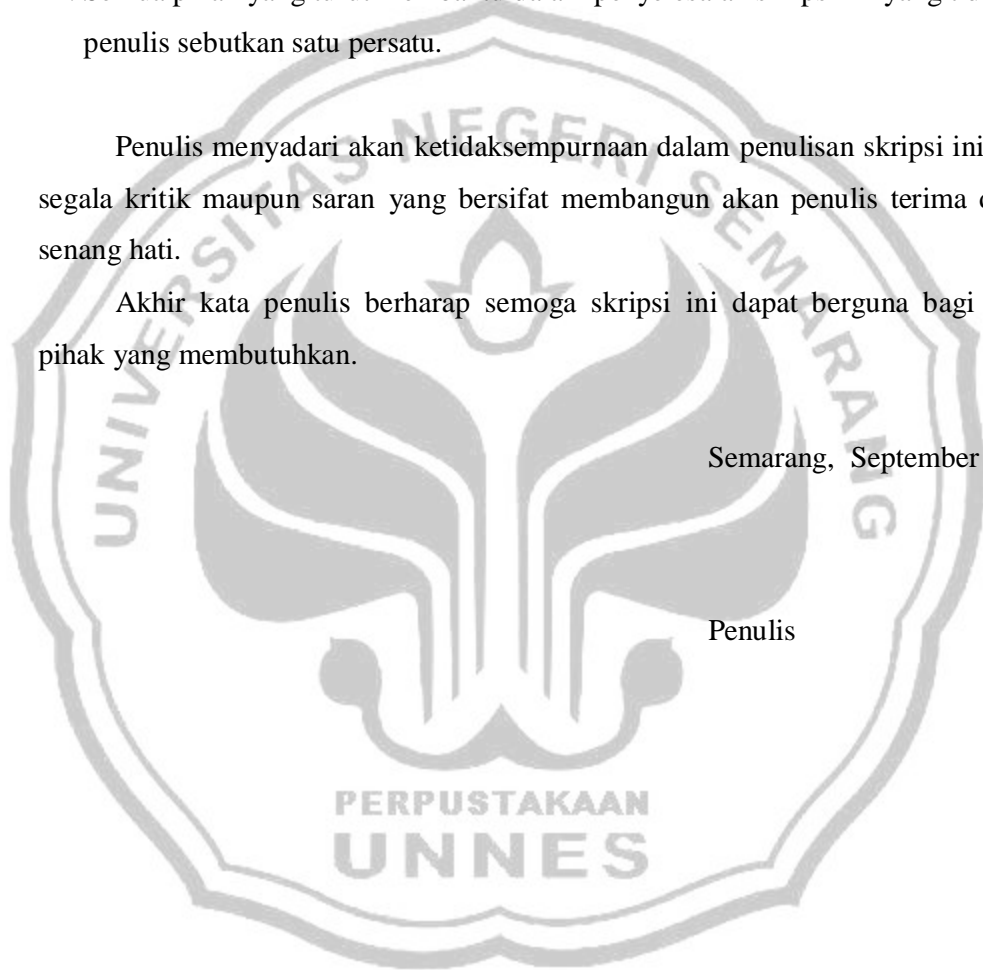 penulis sebutkan satu persatu.
Penulis menyadari akan ketidaksempurnaan dalam penulisan skripsi ini
segala kritik maupun saran yang bersifat membangun akan penulis terima
senang hati.
Akhir kata penulis berharap semoga skripsi ini dapat berguna bagi
pihak yang membutuhkan.
Semarang, September
Penulis
UNIVERSITAS NEGERI SEMARANG
PERPUSTAKAAN
UNNES